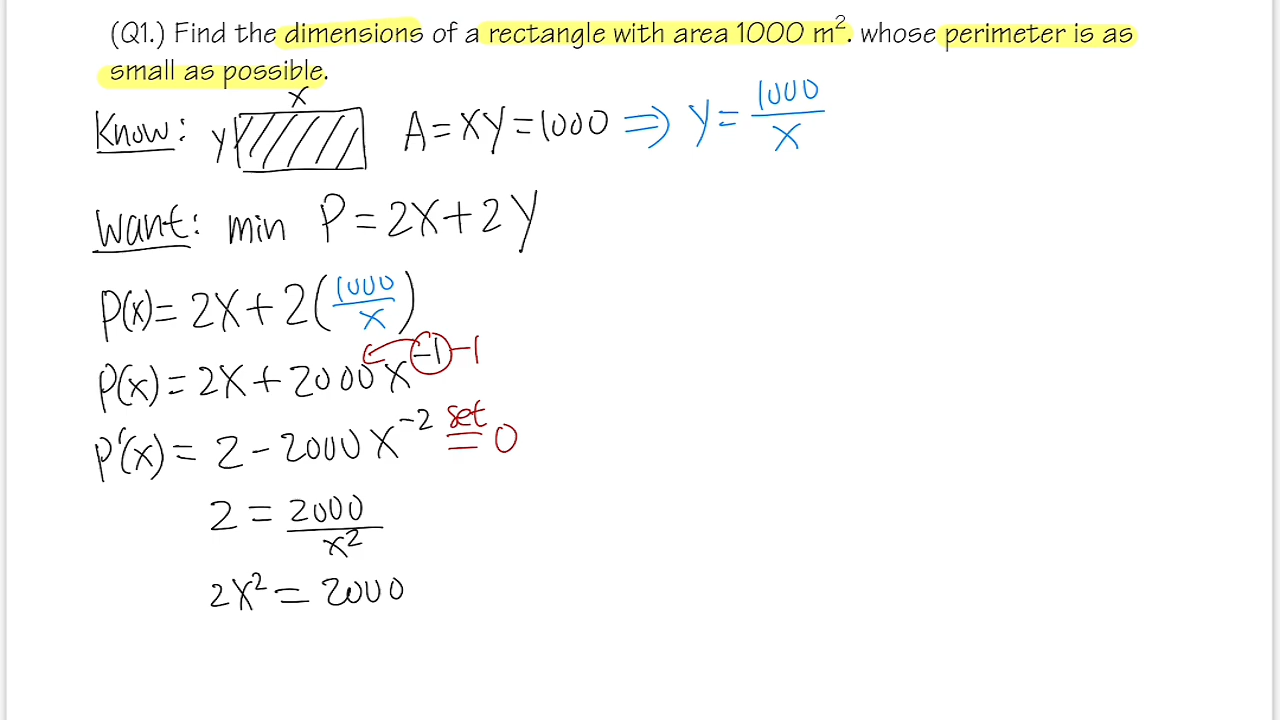 (Q1.) Find the dimensions of a rectangle with area 1000 m². whose perimeter is as
small as possible.
x
Know: y A = xy = 1000 ⟹ y = 1000/x
Want: min P = 2x + 2y
P(x) = 2x + 2(1000/x)
P(x) = 2x + 2000x⁻¹ -1
P'(x) = 2 - 2000x⁻² set = 0
2 = 2000/x²
2x² = 2000